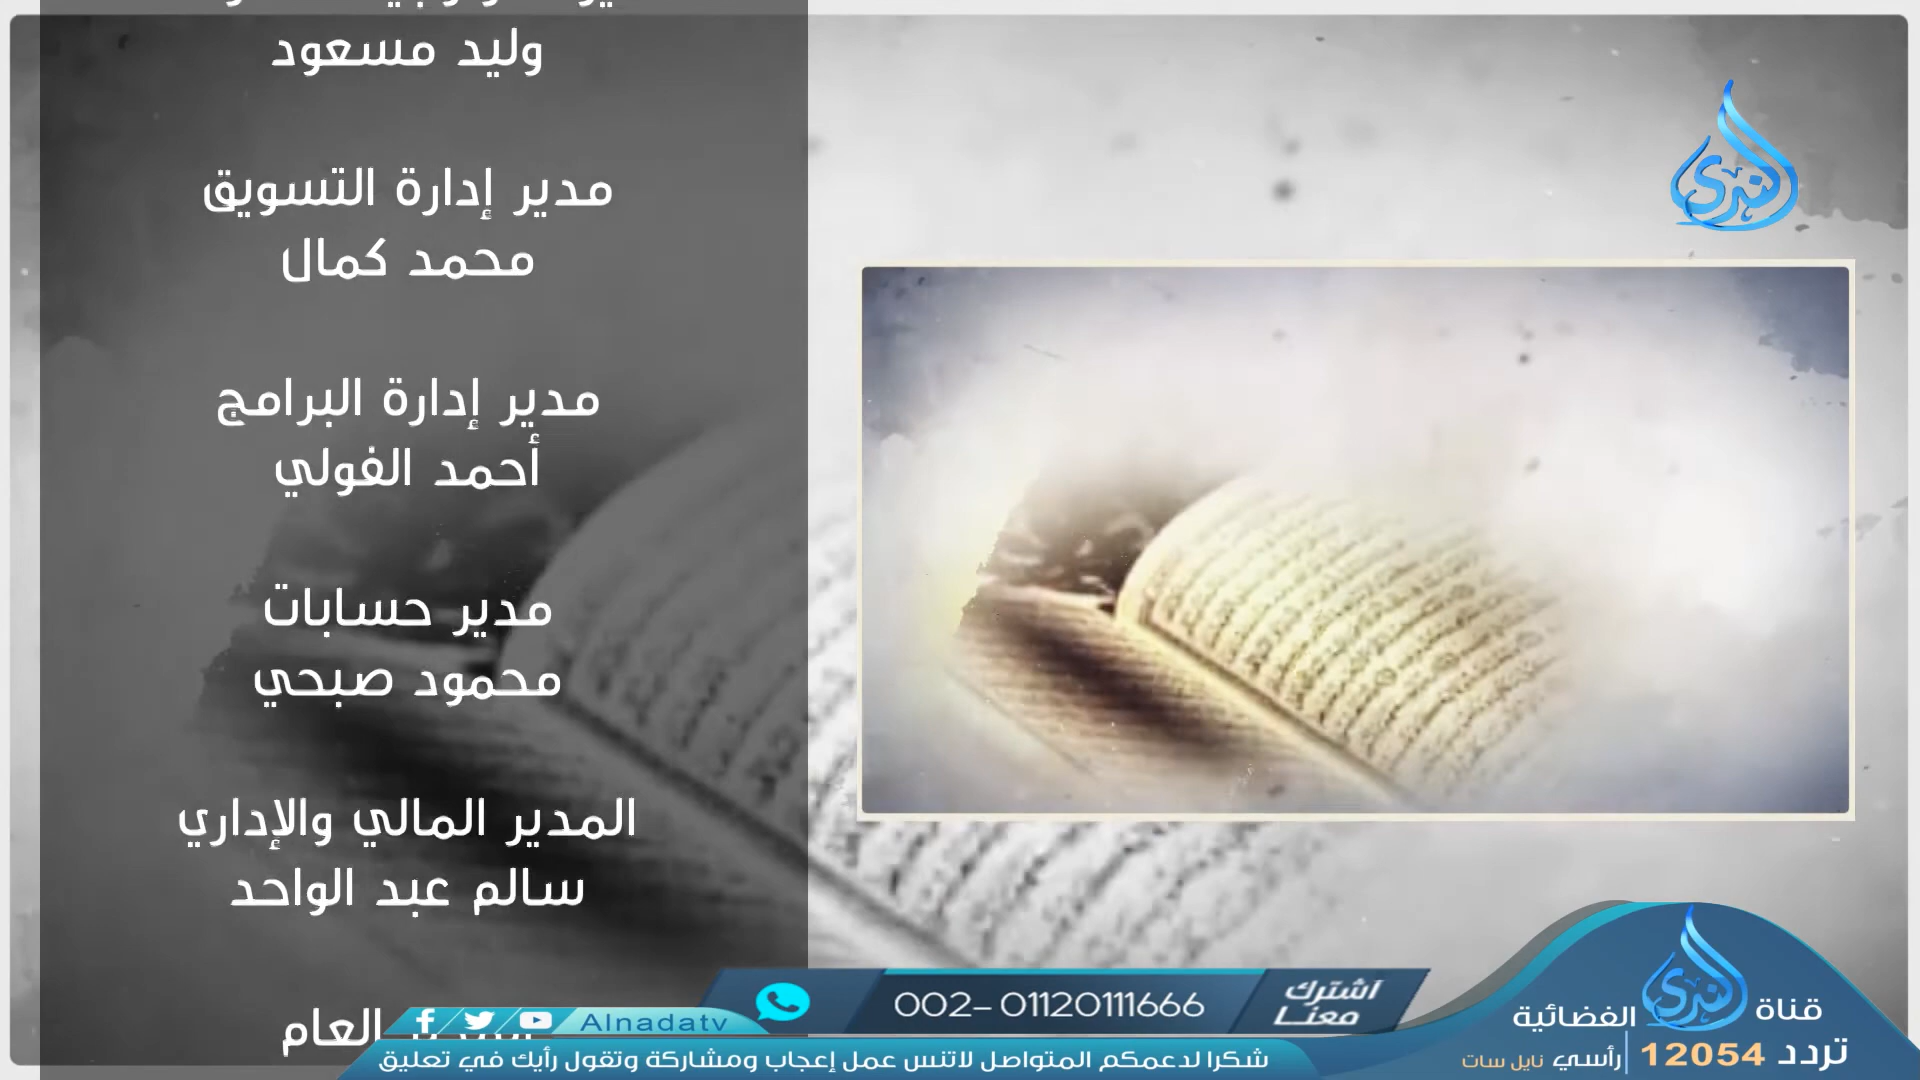 وليد مسعود
مدير إدارة التسويق
محمد كمال
مدير إدارة البرامج
أحمد الفولي
مدير حسابات
محمود صبحي
المدير المالي والإداري
سالم عبد الواحد
العام
الندى
اشترك معنا
002- 01120111666
Alnadatv
شكرا لدعمكم المتواصل لاتنس عمل إعجاب ومشاركة وتقول رأيك في تعليق
قناة الندى الفضائية
تردد 12054 رأسي نايل سات